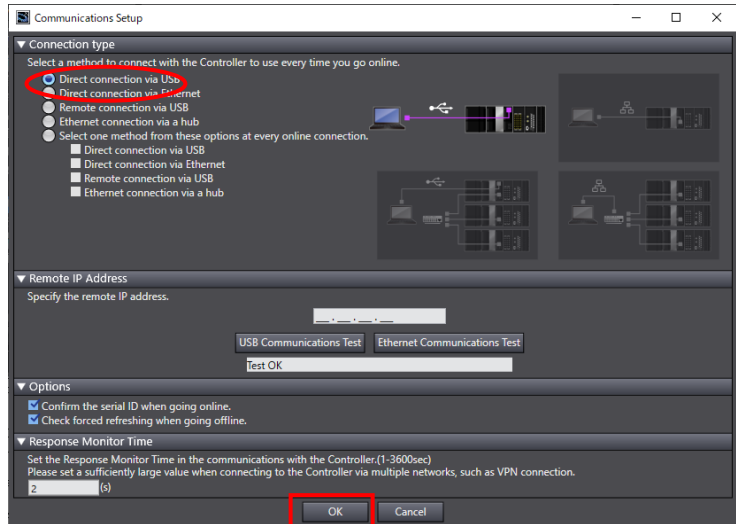 Communications Setup
▼ Connection type
Select a method to connect with the Controller to use every time you go online.
Direct connection via USB
Direct connection via Ethernet
Remote connection via USB
Ethernet connection via a hub
Select one method from these options at every online connection.
Direct connection via USB
Direct connection via Ethernet
Remote connection via USB
Ethernet connection via a hub
▼ Remote IP Address
Specify the remote IP address.
__.__.__.__
USB Communications Test Ethernet Communications Test
Test OK
▼ Options
Confirm the serial ID when going online.
Check forced refreshing when going offline.
▼ Response Monitor Time
Set the Response Monitor Time in the communications with the Controller.(1-3600sec)
Please set a sufficiently large value when connecting to the Controller via multiple networks, such as VPN connection.
2 (s)
OK Cancel